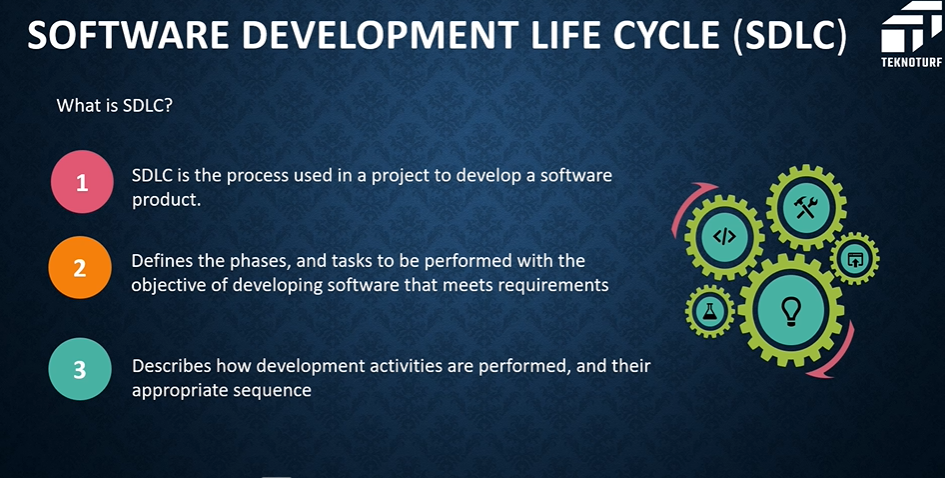 SOFTWARE DEVELOPMENT LIFE CYCLE (SDLC)
TEKNOTURF
What is SDLC?
1
SDLC is the process used in a project to develop a software
product.
2
Defines the phases, and tasks to be performed with the
objective of developing software that meets requirements
3
Describes how development activities are performed, and their
appropriate sequence